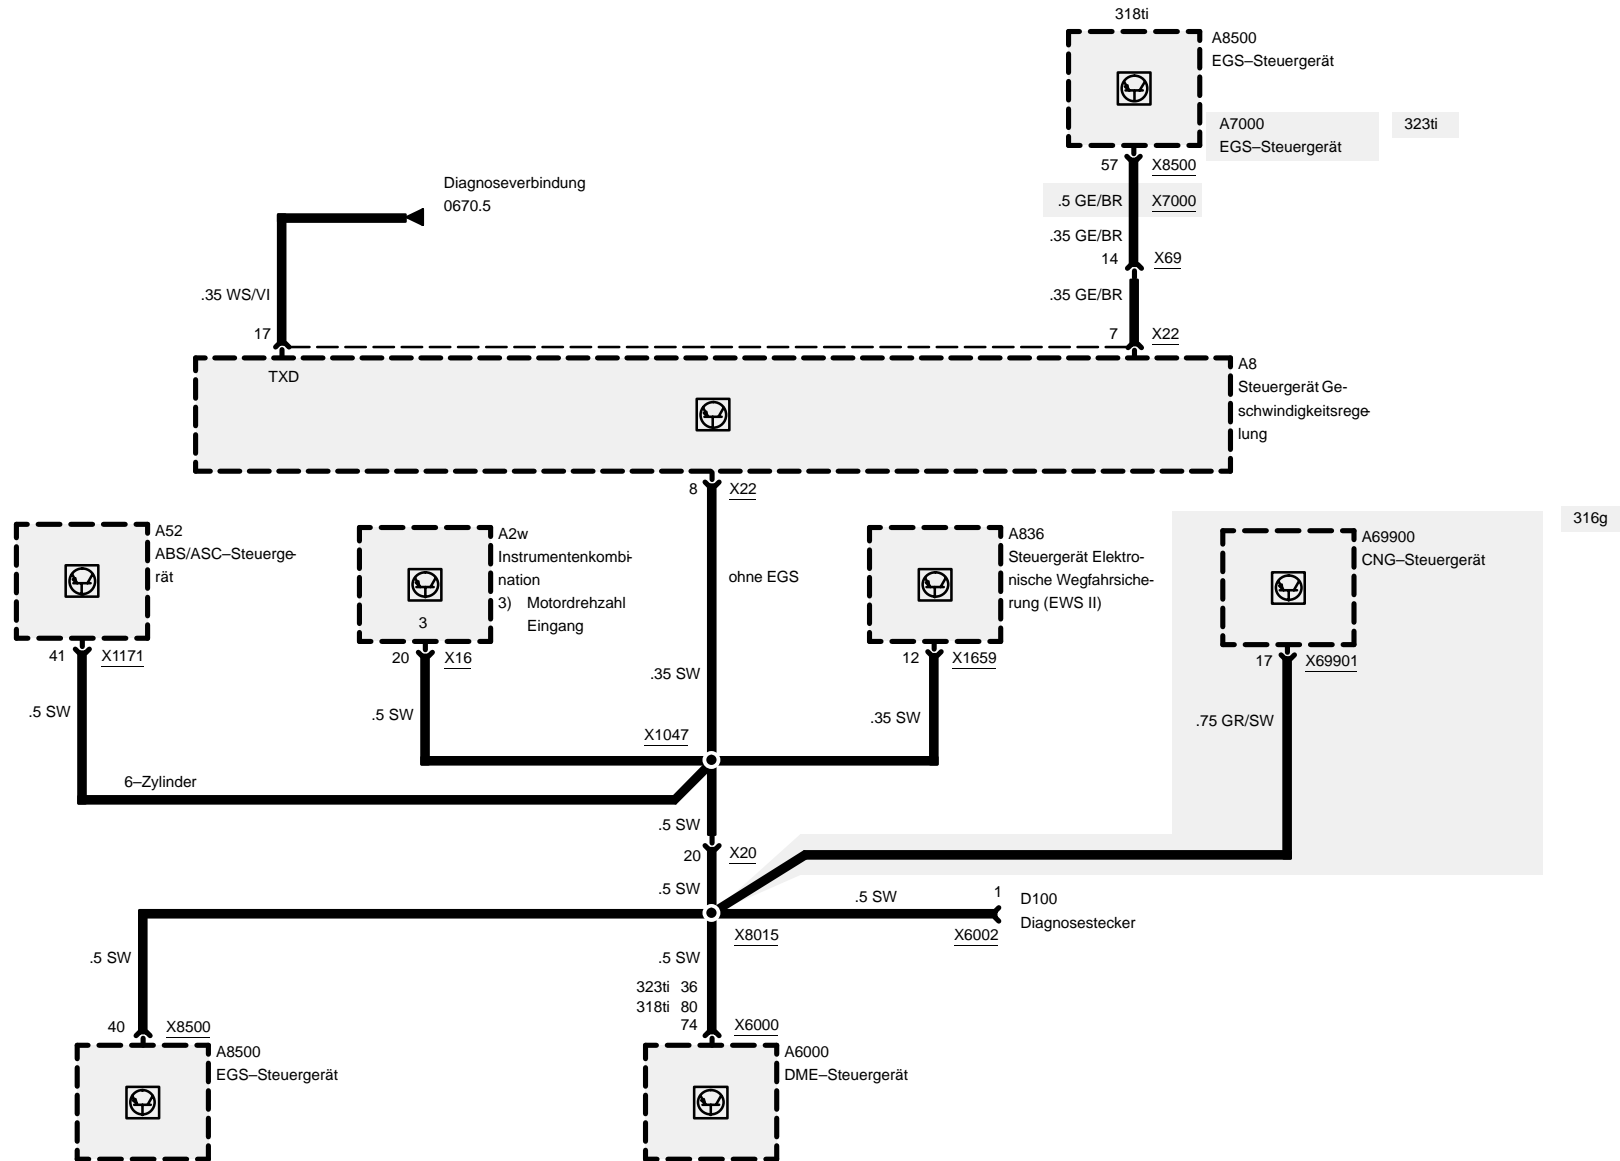 318ti
A8500
EGS–Steuergerät
A7000
EGS–Steuergerät
323ti
57
X8500
.5 GE/BR
X7000
.35 GE/BR
14
X69
.35 GE/BR
7
X22
Diagnoseverbindung
0670.5
.35 WS/VI
17
TXD
A8
Steuergerät Ge-
schwindigkeitsrege-
lung
8
X22
A52
ABS/ASC–Steuerge-
rät
41
X1171
.5 SW
6–Zylinder
A2w
Instrumentenkombi-
nation
3) Motordrehzahl
Eingang
3
20
X16
.5 SW
ohne EGS
.35 SW
X1047
A836
Steuergerät Elektro-
nische Wegfahrsiche-
rung (EWS II)
12
X1659
.35 SW
316g
A69900
CNG–Steuergerät
17
X69901
.75 GR/SW
.5 SW
20
X20
.5 SW
.5 SW
1
D100
Diagnosestecker
X8015
X6002
.5 SW
.5 SW
323ti 36
318ti 80
74
X6000
40
X8500
A8500
EGS–Steuergerät
A6000
DME–Steuergerät